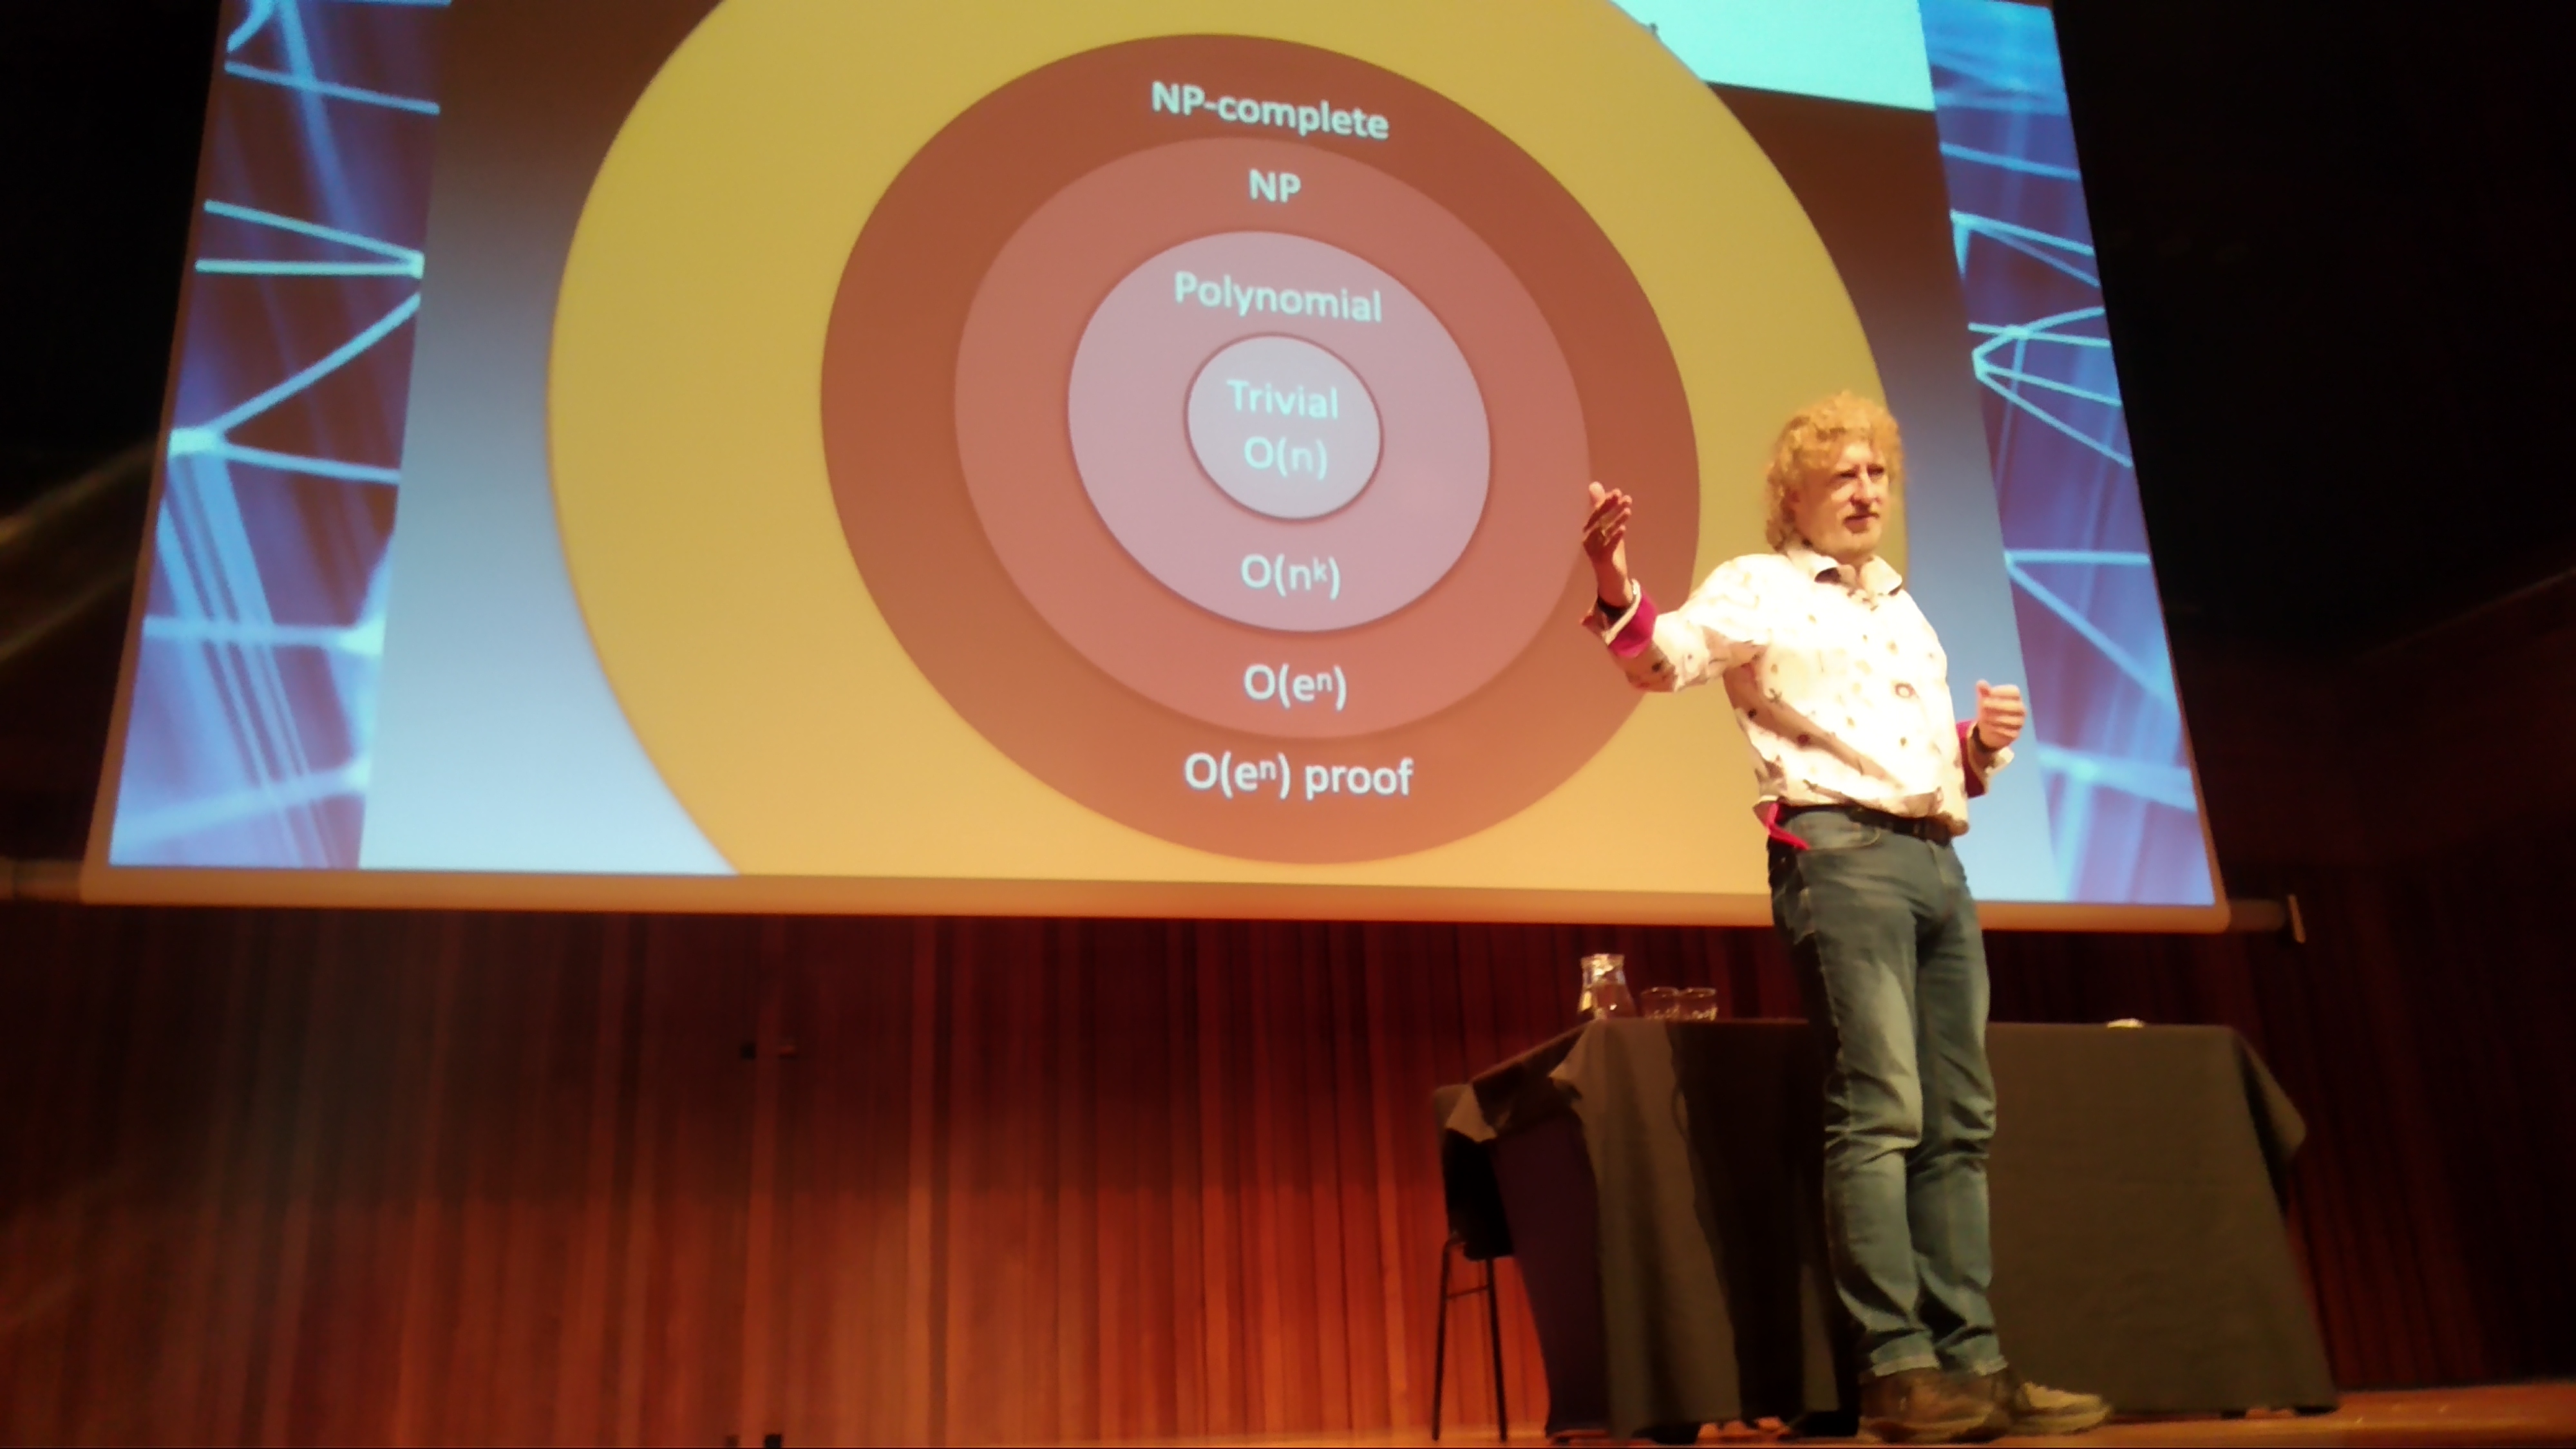 NP-complete
NP
Polynomial
Trivial
O(n)
O(nᵏ)
O(eⁿ)
O(eⁿ) proof